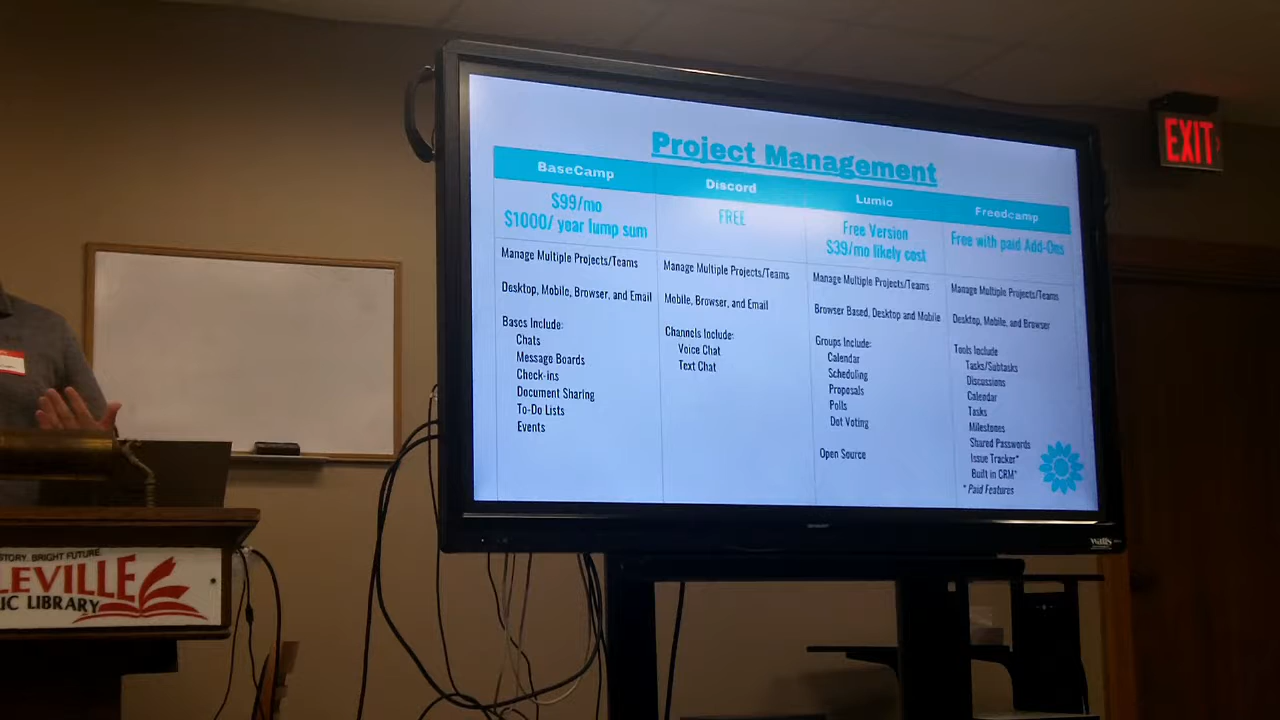 Project Management
BaseCamp
$99/mo
$1000/ year lump sum
Manage Multiple Projects/Teams
Desktop, Mobile, Browser, and Email
Bases Include:
Chats
Message Boards
Check-ins
Document Sharing
To-Do Lists
Events
Discord
FREE
Manage Multiple Projects/Teams
Mobile, Browser, and Email
Channels Include:
Voice Chat
Text Chat
Lumio
Free Version
$39/mo likely cost
Manage Multiple Projects/Teams
Browser Based, Desktop and Mobile
Groups Include:
Calendar
Scheduling
Proposals
Polls
Dot Voting
Open Source
Freedcamp
Free with paid Add-Ons
Manage Multiple Projects/Teams
Desktop, Mobile, and Browser
Tools Include
Tasks/Subtasks
Discussions
Calendar
Tasks
Milestones
Shared Passwords
Issue Tracker*
Built in CRM*
* Paid Features
EXIT
STORY. BRIGHT FUTURE
LEVILLE
IC LIBRARY
SHARP
watts